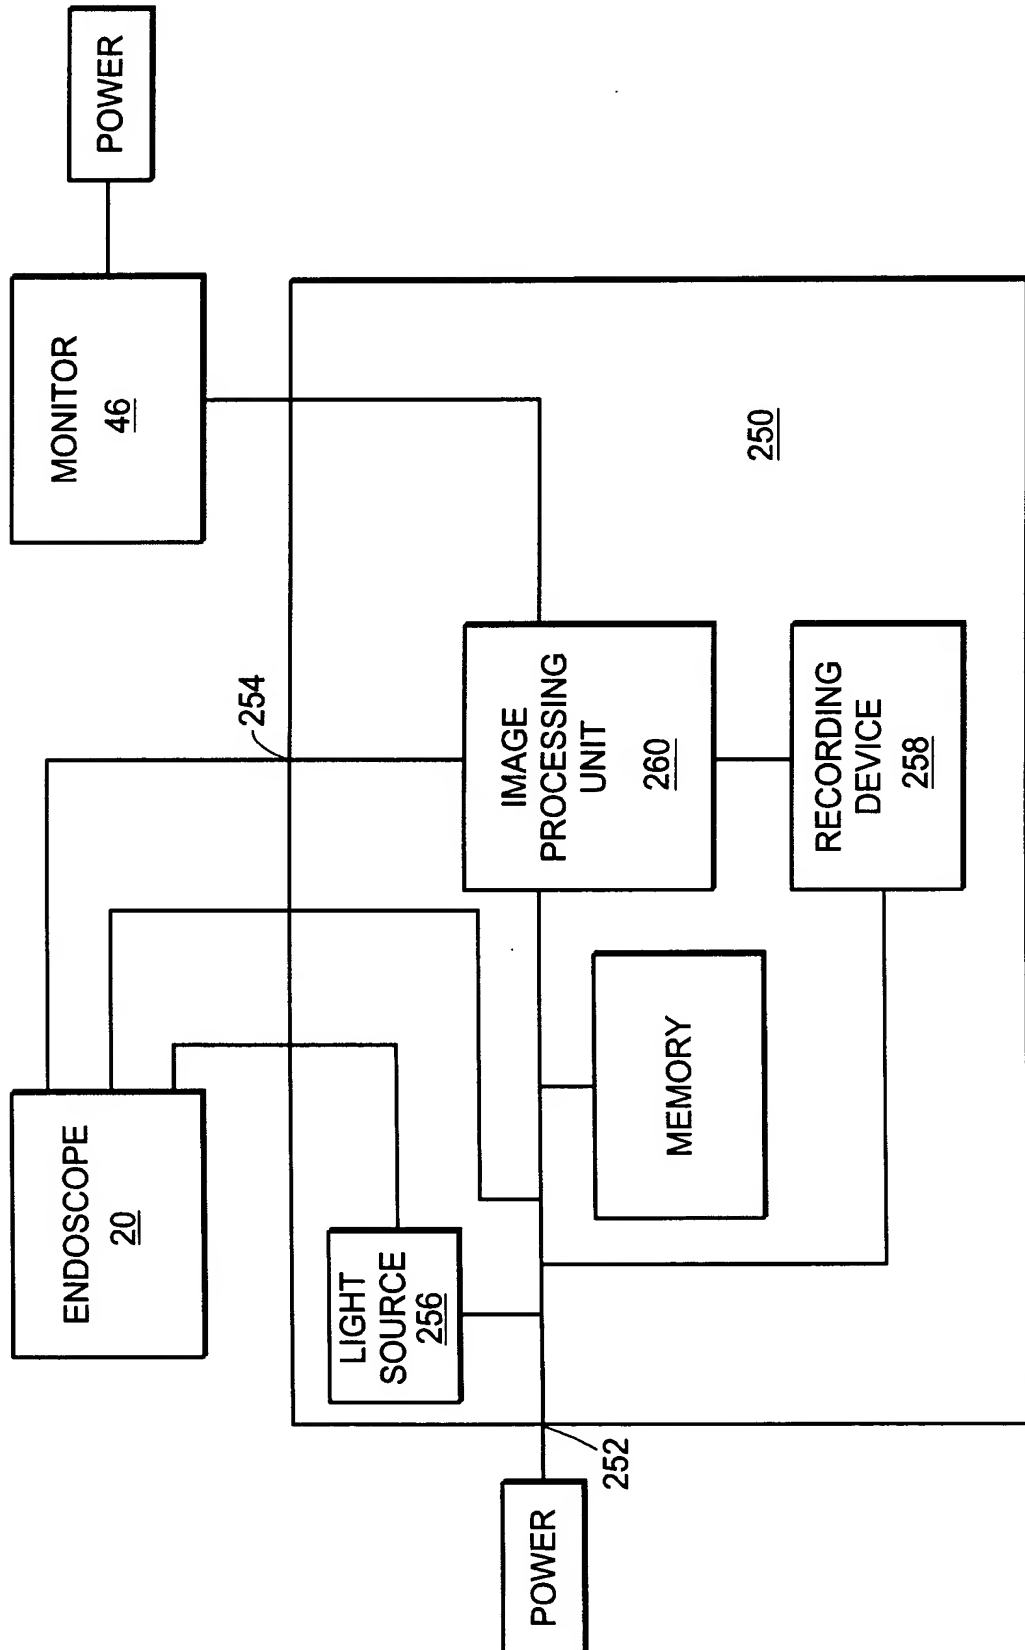 ENDOSCOPE
20
MONITOR
46
POWER
254
LIGHT
SOURCE
256
IMAGE
PROCESSING
UNIT
260
250
252
POWER
MEMORY
RECORDING
DEVICE
258